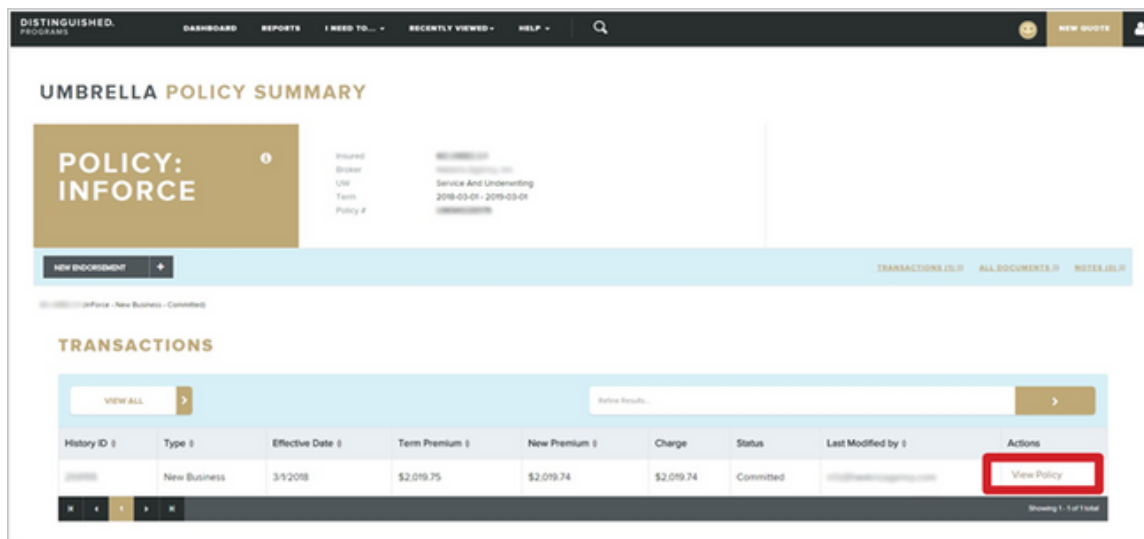 DISTINGUISHED.
PROGRAMS
DASHBOARD REPORTS I NEED TO... RECENTLY VIEWED HELP NEW QUOTE
UMBRELLA POLICY SUMMARY
POLICY:
INFORCE
Insured
Broker
UW Service And Underwriting
Term 2018-03-01 - 2019-03-01
Policy #
NEW ENDORSEMENT + TRANSACTIONS (1) ALL DOCUMENTS NOTES (0)
(InForce - New Business - Committed)
TRANSACTIONS
VIEW ALL > Refine Results... >
History ID Type Effective Date Term Premium New Premium Charge Status Last Modified by Actions
New Business 3/1/2018 $2,019.75 $2,019.74 $2,019.74 Committed View Policy
1 Showing 1 - 1 of 1 total